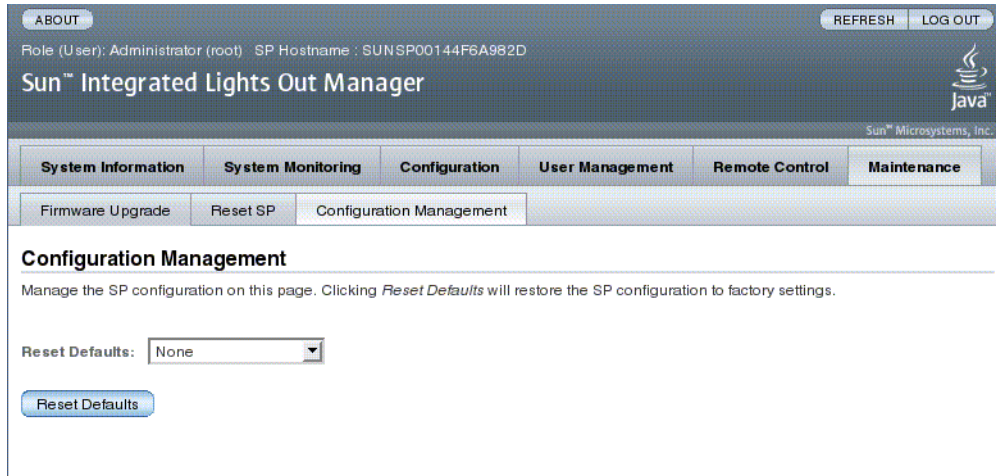 ABOUT
REFRESH LOG OUT
Role (User): Administrator (root) SP Hostname : SUNSP00144F6A982D
Sun™ Integrated Lights Out Manager
Java™
Sun™ Microsystems, Inc.
System Information System Monitoring Configuration User Management Remote Control Maintenance
Firmware Upgrade Reset SP Configuration Management
Configuration Management
Manage the SP configuration on this page. Clicking Reset Defaults will restore the SP configuration to factory settings.
Reset Defaults: None
Reset Defaults